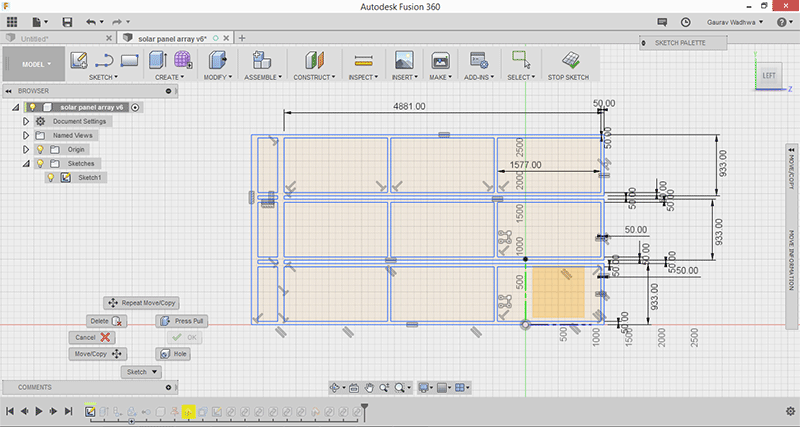 Autodesk Fusion 360
Gaurav Wadhwa
Untitled*
solar panel array v6*
SKETCH PALETTE
MODEL
SKETCH
CREATE
MODIFY
ASSEMBLE
CONSTRUCT
INSPECT
INSERT
MAKE
ADD-INS
SELECT
STOP SKETCH
Y
LEFT
Z
BROWSER
solar panel array v6
Document Settings
Named Views
Origin
Sketches
Sketch1
4881.00
50.00
50.00
2500
1577.00
2000
933.00
50.00
50.00
50.00
1500
50.00
1000
933.00
50.00
50.00
50.00
500
933.00
50.00
500
1000
1500
2000
2500
MOVE/COPY
MOVE INFORMATION
Repeat Move/Copy
Delete
Press Pull
Cancel
OK
Move/Copy
Hole
Sketch
COMMENTS